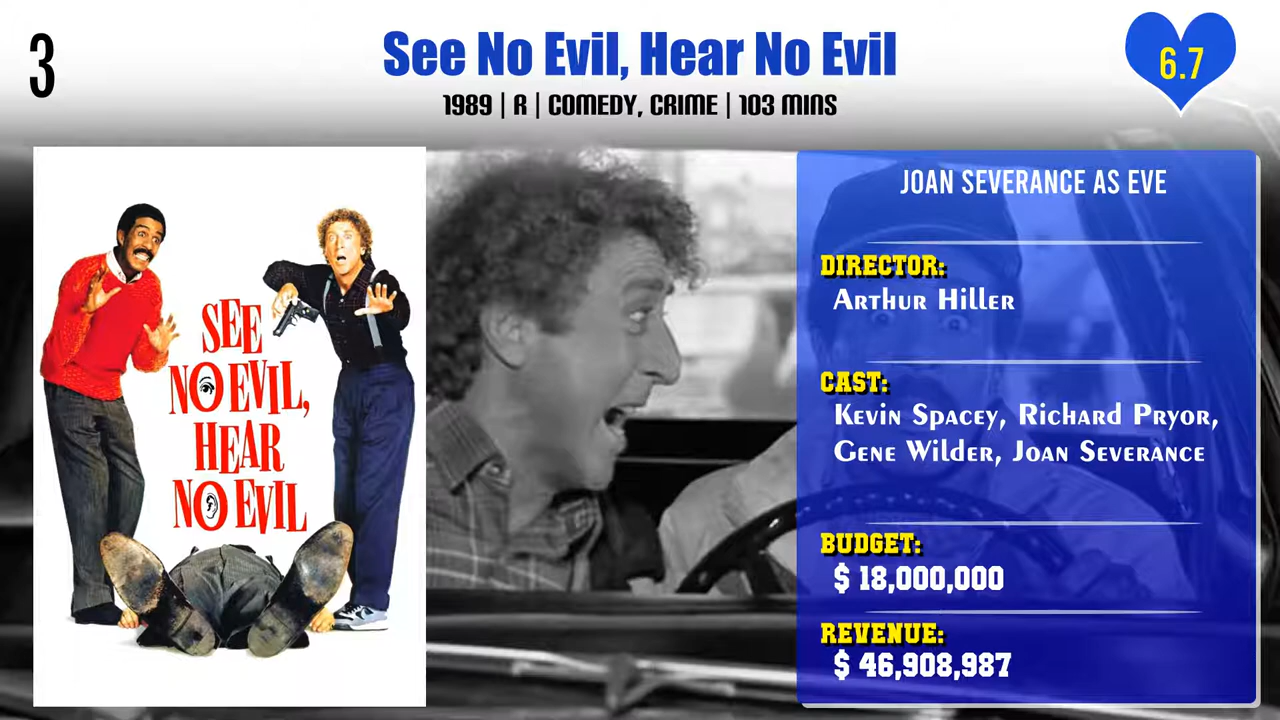 3
See No Evil, Hear No Evil
6.7
1989 | R | COMEDY, CRIME | 103 MINS
SEE
NO EVIL,
HEAR
NO EVIL
JOAN SEVERANCE AS EVE
DIRECTOR:
Arthur Hiller
CAST:
Kevin Spacey, Richard Pryor,
Gene Wilder, Joan Severance
BUDGET:
$ 18,000,000
REVENUE:
$ 46,908,987